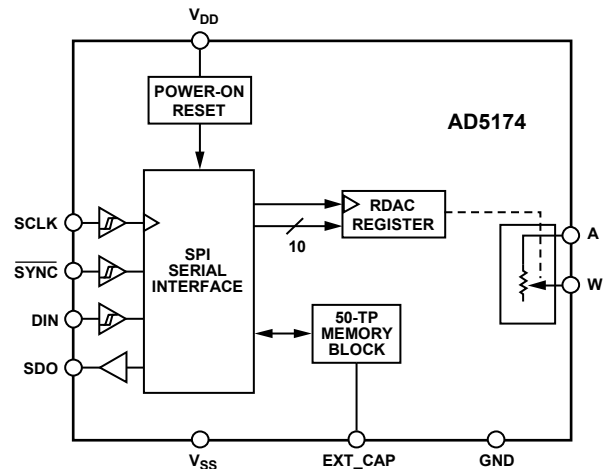 VDD
POWER-ON
RESET
AD5174
SCLK
SYNC
DIN
SDO
SPI
SERIAL
INTERFACE
10
RDAC
REGISTER
A
W
50-TP
MEMORY
BLOCK
VSS
EXT_CAP
GND